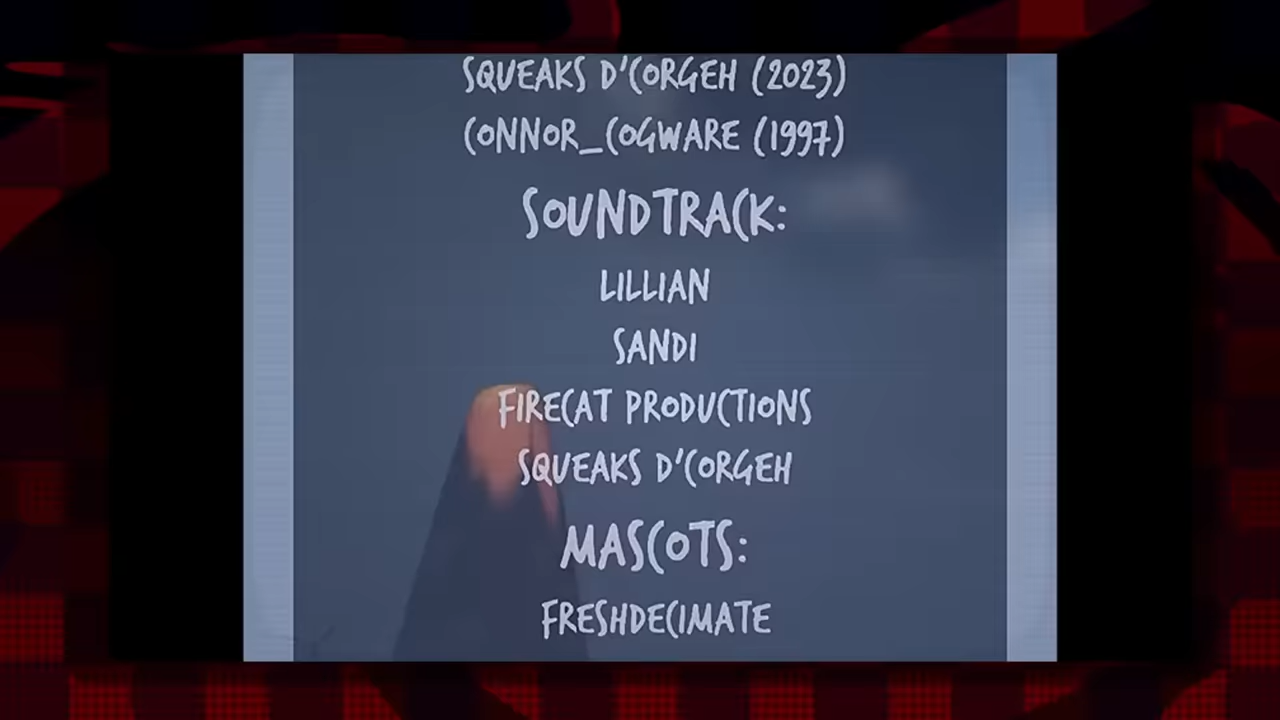 SQUEAKS D'CORGEH (2023)
CONNOR_COGWARE (1997)
SOUNDTRACK:
LILLIAN
SANDI
FIRECAT PRODUCTIONS
SQUEAKS D'CORGEH
MASCOTS:
FRESHDECIMATE